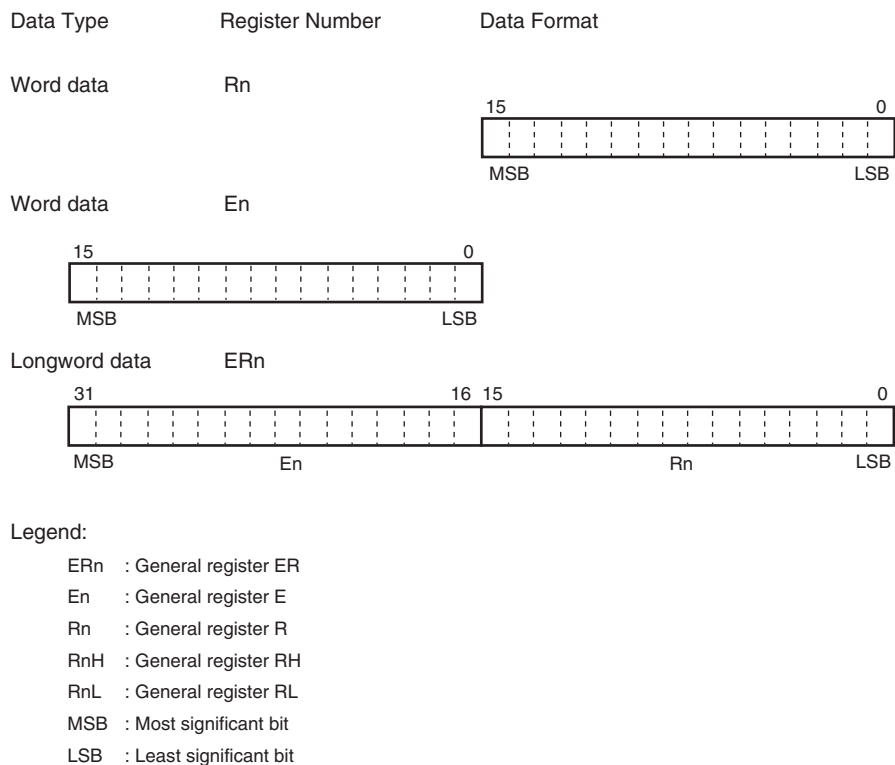 Data Type Register Number Data Format
Word data Rn
15 0
MSB LSB
Word data En
15 0
MSB LSB
Longword data ERn
31 16 15 0
MSB En Rn LSB
Legend:
ERn : General register ER
En : General register E
Rn : General register R
RnH : General register RH
RnL : General register RL
MSB : Most significant bit
LSB : Least significant bit